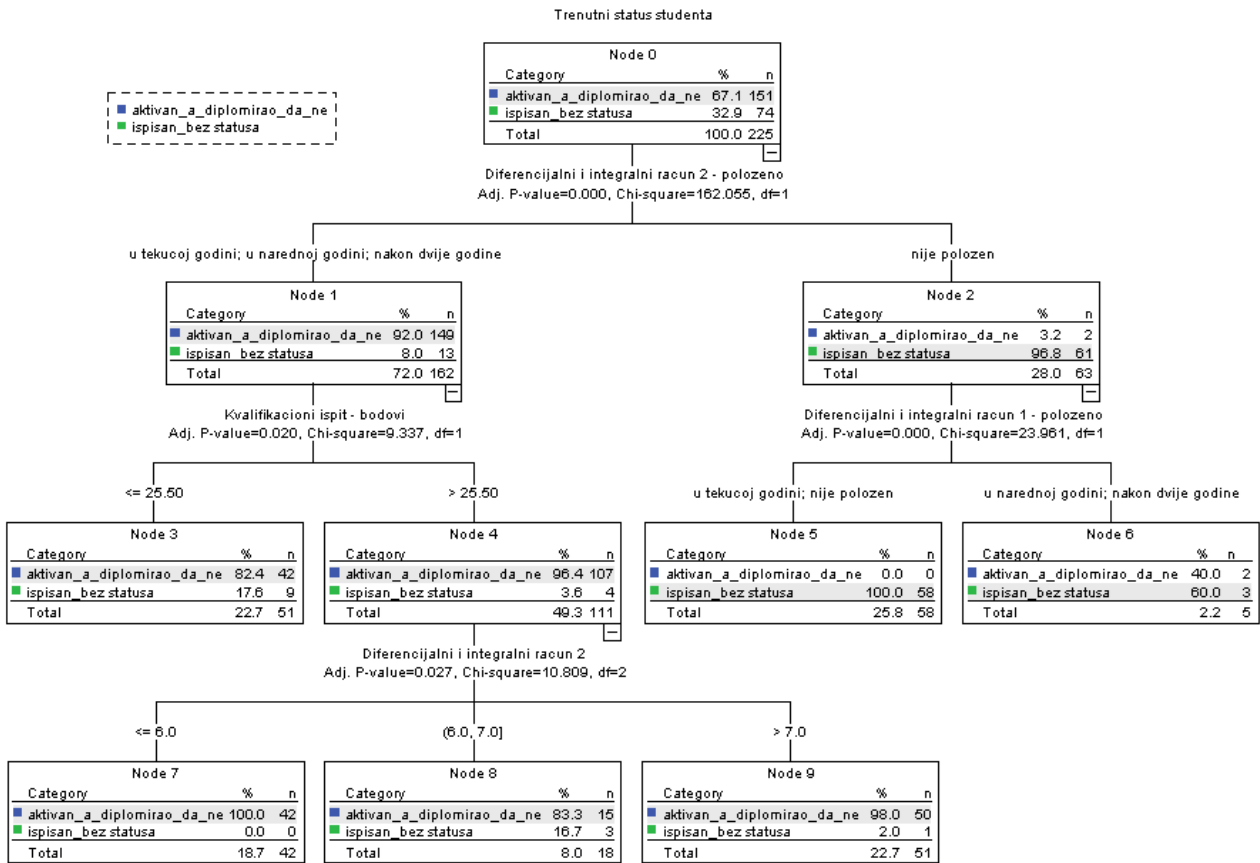 Trenutni status studenta
aktivan_a_diplomirao_da_ne
ispisan_bez statusa
Node 0
Category % n
aktivan_a_diplomirao_da_ne 67.1 151
ispisan_bez statusa 32.9 74
Total 100.0 225
Diferencijalni i integralni racun 2 - polozeno
Adj. P-value=0.000, Chi-square=162.055, df=1
u tekucoj godini; u narednoj godini; nakon dvije godine
nije polozen
Node 1
Category % n
aktivan_a_diplomirao_da_ne 92.0 149
ispisan_bez statusa 8.0 13
Total 72.0 162
Node 2
Category % n
aktivan_a_diplomirao_da_ne 3.2 2
ispisan_bez statusa 96.8 61
Total 28.0 63
Kvalifikacioni ispit - bodovi
Adj. P-value=0.020, Chi-square=9.337, df=1
Diferencijalni i integralni racun 1 - polozeno
Adj. P-value=0.000, Chi-square=23.961, df=1
<= 25.50
> 25.50
u tekucoj godini; nije polozen
u narednoj godini; nakon dvije godine
Node 3
Category % n
aktivan_a_diplomirao_da_ne 82.4 42
ispisan_bez statusa 17.6 9
Total 22.7 51
Node 4
Category % n
aktivan_a_diplomirao_da_ne 96.4 107
ispisan_bez statusa 3.6 4
Total 49.3 111
Node 5
Category % n
aktivan_a_diplomirao_da_ne 0.0 0
ispisan_bez statusa 100.0 58
Total 25.8 58
Node 6
Category % n
aktivan_a_diplomirao_da_ne 40.0 2
ispisan_bez statusa 60.0 3
Total 2.2 5
Diferencijalni i integralni racun 2
Adj. P-value=0.027, Chi-square=10.809, df=2
<= 6.0
(6.0, 7.0]
> 7.0
Node 7
Category % n
aktivan_a_diplomirao_da_ne 100.0 42
ispisan_bez statusa 0.0 0
Total 18.7 42
Node 8
Category % n
aktivan_a_diplomirao_da_ne 83.3 15
ispisan_bez statusa 16.7 3
Total 8.0 18
Node 9
Category % n
aktivan_a_diplomirao_da_ne 98.0 50
ispisan_bez statusa 2.0 1
Total 22.7 51